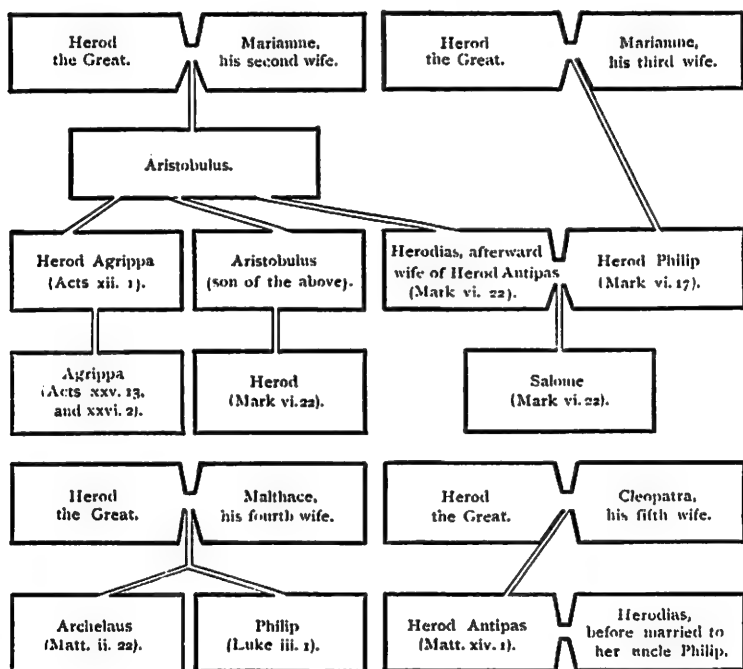 Herod
the Great.
Mariamne,
his second wife.
Herod
the Great.
Mariamne,
his third wife.
Aristobulus.
Herod Agrippa
(Acts xii. 1).
Aristobulus
(son of the above).
Herodias, afterward
wife of Herod Antipas
(Mark vi. 22).
Herod Philip
(Mark vi. 17).
Agrippa
(Acts xxv. 13,
and xxvi. 2).
Herod
(Mark vi. 22).
Salome
(Mark vi. 22).
Herod
the Great.
Malthace,
his fourth wife.
Herod
the Great.
Cleopatra,
his fifth wife.
Archelaus
(Matt. ii. 22).
Philip
(Luke iii. 1).
Herod Antipas
(Matt. xiv. 1).
Herodias,
before married to
her uncle Philip.